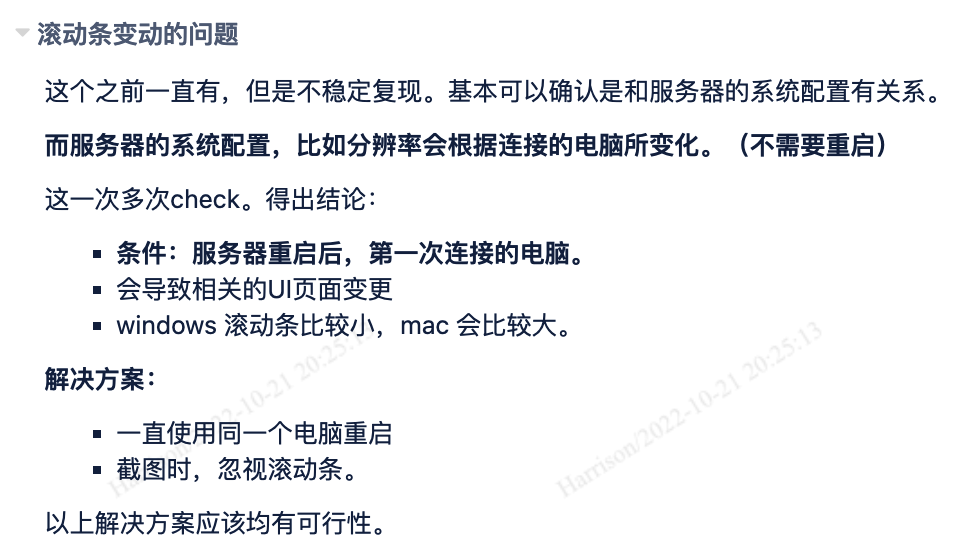 滚动条变动的问题
这个之前一直有，但是不稳定复现。基本可以确认是和服务器的系统配置有关系。
而服务器的系统配置，比如分辨率会根据连接的电脑所变化。（不需要重启）
这一次多次check。得出结论：
条件：服务器重启后，第一次连接的电脑。
会导致相关的UI页面变更
windows 滚动条比较小，mac 会比较大。
解决方案：
一直使用同一个电脑重启
截图时，忽视滚动条。
以上解决方案应该均有可行性。
Harrison/2022-10-21 20:25:13
Harrison/2022-10-21 20:25:13